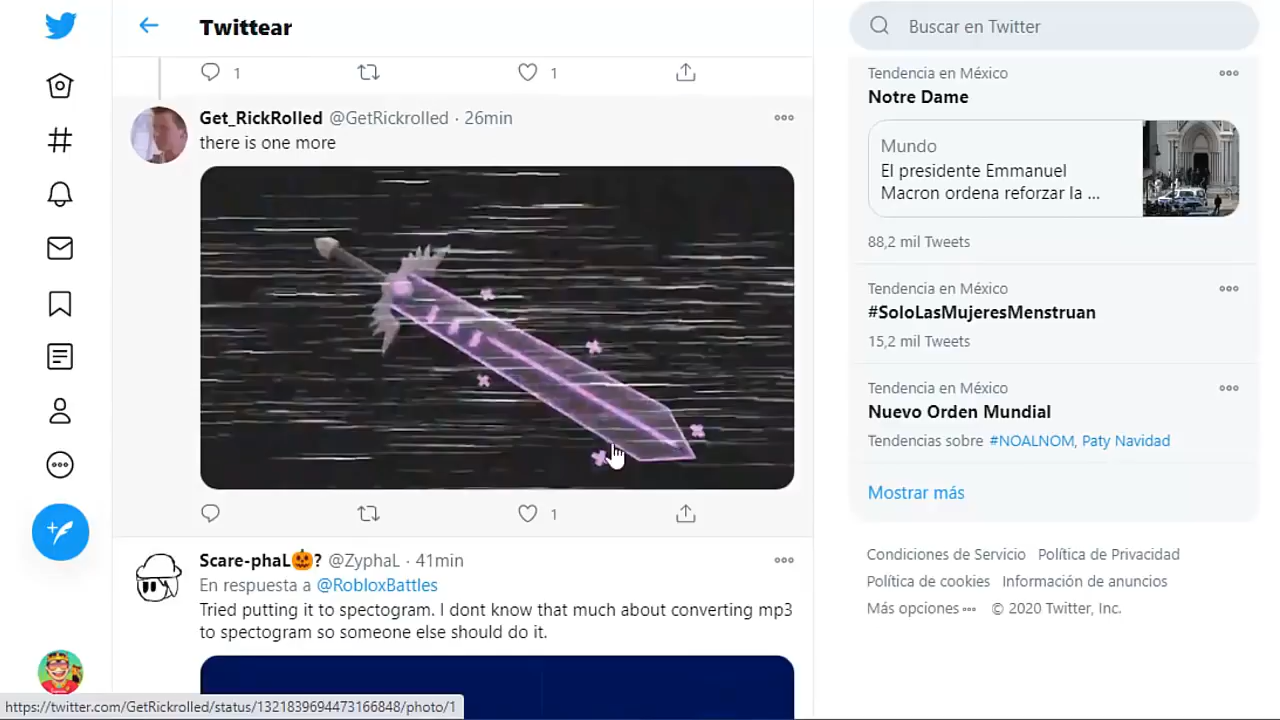 Twittear
1
1
Get_RickRolled @GetRickrolled · 26min
there is one more
1
Scare-phaL🎃? @ZyphaL · 41min
En respuesta a @RobloxBattles
Tried putting it to spectogram. I dont know that much about converting mp3
to spectogram so someone else should do it.
https://twitter.com/GetRickrolled/status/1321839694473166848/photo/1
Buscar en Twitter
Tendencia en México
Notre Dame
Mundo
El presidente Emmanuel
Macron ordena reforzar la ...
88,2 mil Tweets
Tendencia en México
#SoloLasMujeresMenstruan
15,2 mil Tweets
Tendencia en México
Nuevo Orden Mundial
Tendencias sobre #NOALNOM, Paty Navidad
Mostrar más
Condiciones de Servicio Política de Privacidad
Política de cookies Información de anuncios
Más opciones ••• © 2020 Twitter, Inc.